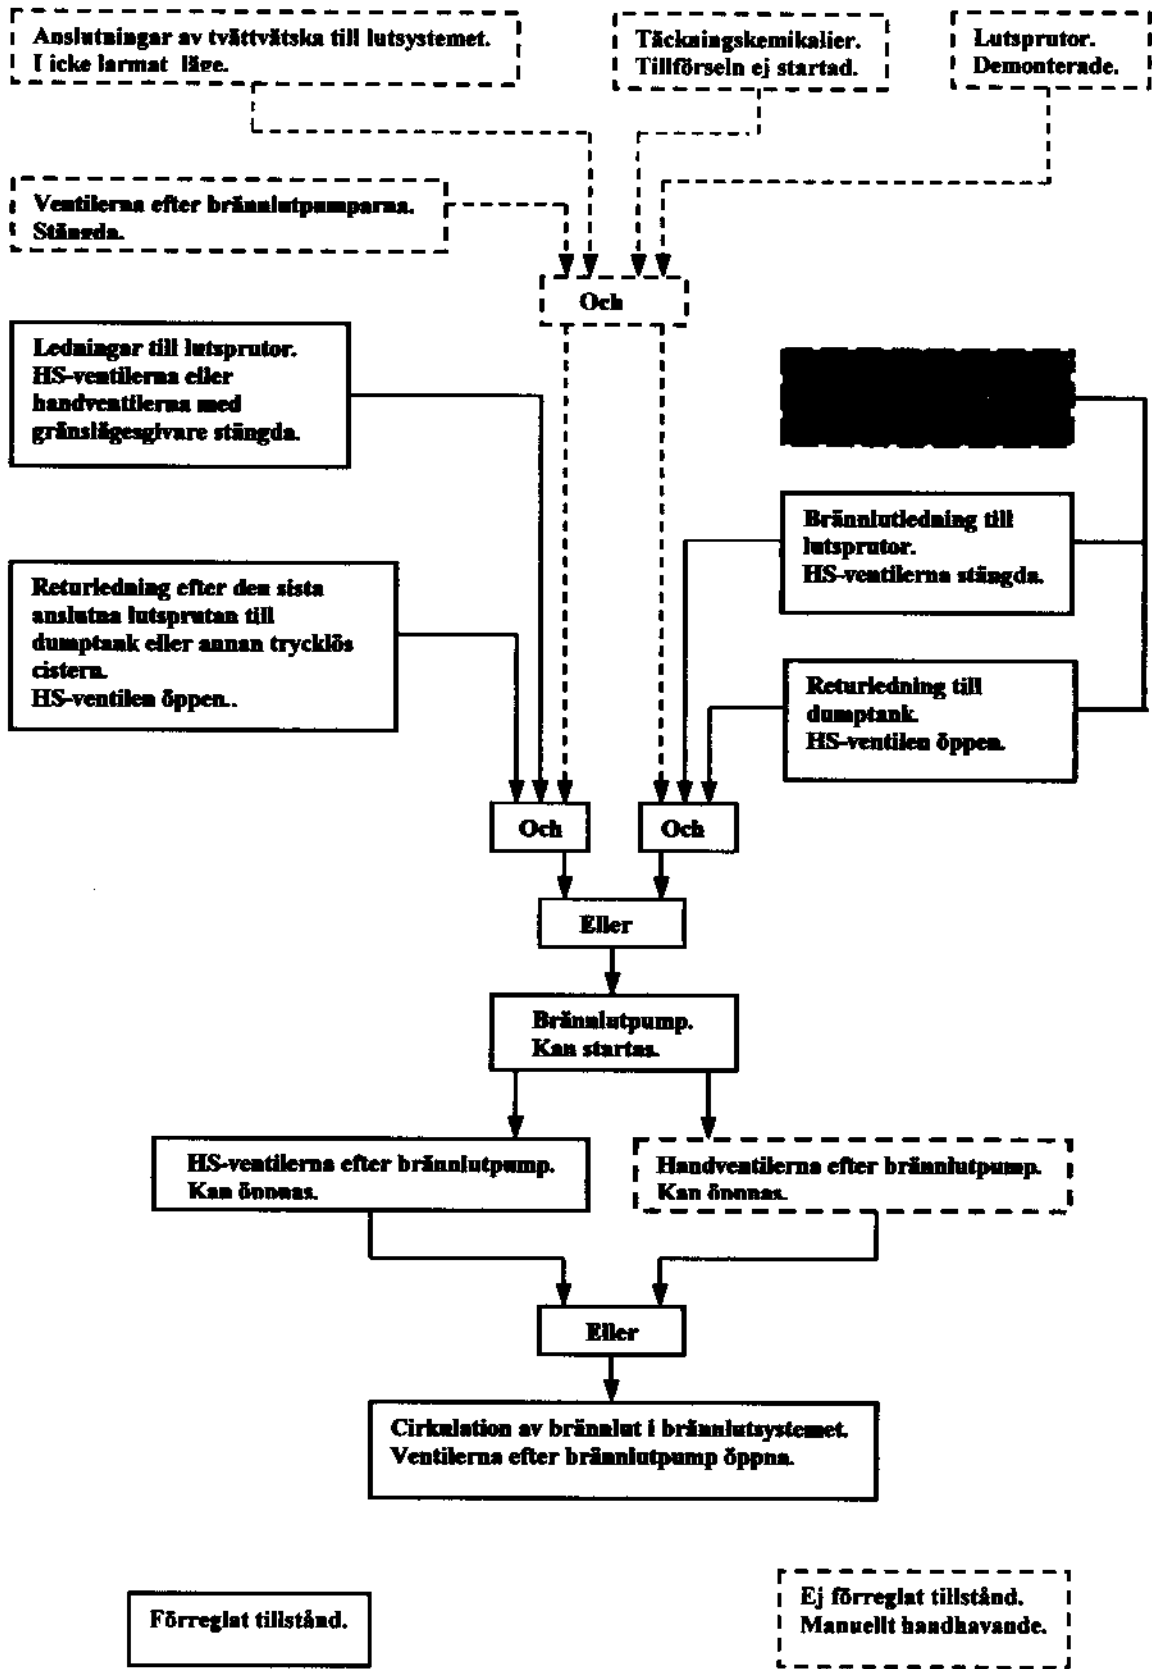 Anslutningar av tvättvätska till lutsystemet.
I icke larmat läge.
Täckningskemikalier.
Tillförseln ej startad.
Lutsprutor.
Demonterade.
Ventilerna efter brännlutpumparna.
Stängda.
Och
Ledningar till lutsprutor.
HS-ventilerna eller
handventilerna med
gränslägesgivare stängda.
Brännlutledning till
lutsprutor.
HS-ventilerna stängda.
Returledning efter den sista
anslutna lutsprutan till
dumptank eller annan trycklös
cistern.
HS-ventilen öppen..
Returledning till
dumptank.
HS-ventilen öppen.
Och
Och
Eller
Brännlutpump.
Kan startas.
HS-ventilerna efter brännlutpump.
Kan öppnas.
Handventilerna efter brännlutpump.
Kan öppnas.
Eller
Cirkulation av brännlut i brännlutsystemet.
Ventilerna efter brännlutpump öppna.
Förreglat tillstånd.
Ej förreglat tillstånd.
Manuellt handhavande.